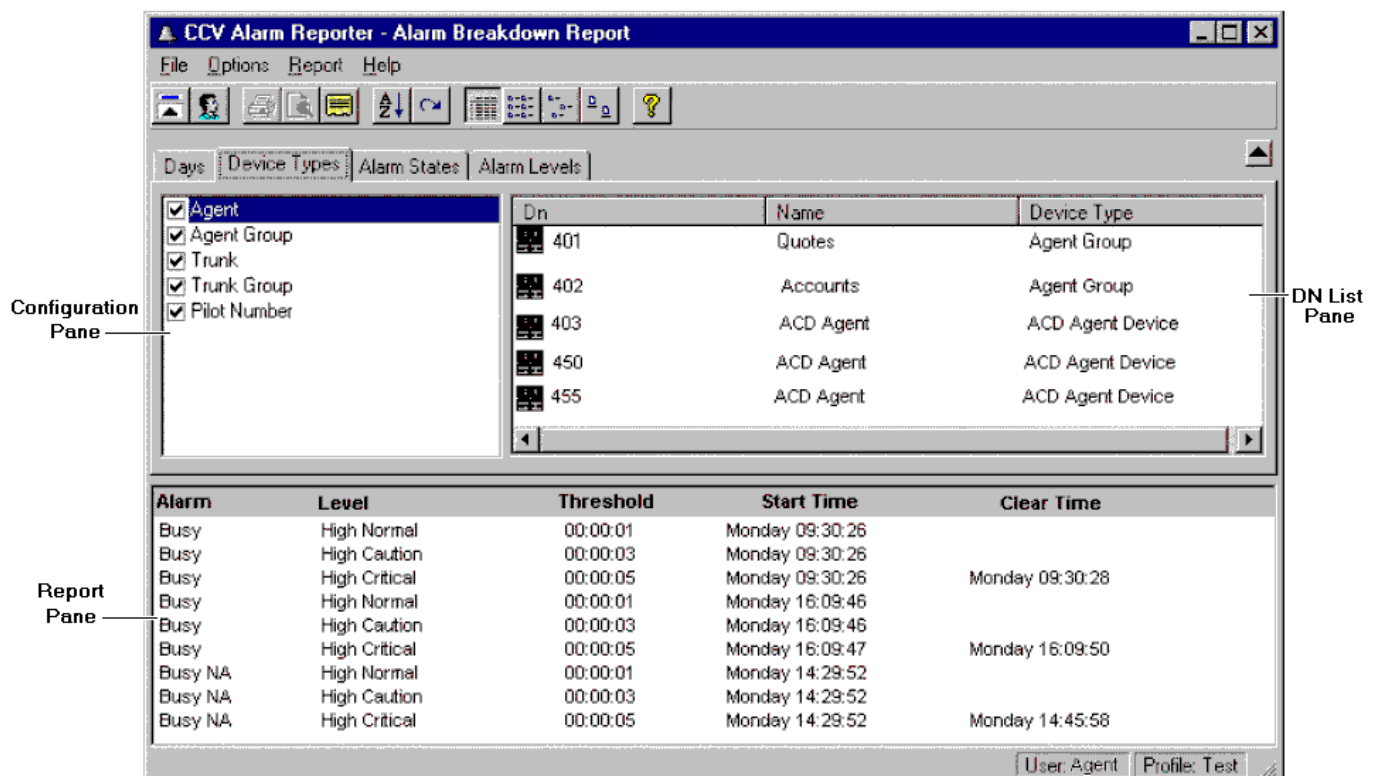 CCV Alarm Reporter - Alarm Breakdown Report
File Options Report Help
Days Device Types Alarm States Alarm Levels
Agent
Agent Group
Trunk
Trunk Group
Pilot Number
Configuration
Pane
Dn Name Device Type
401 Quotes Agent Group
402 Accounts Agent Group
403 ACD Agent ACD Agent Device
450 ACD Agent ACD Agent Device
455 ACD Agent ACD Agent Device
DN List
Pane
Alarm Level Threshold Start Time Clear Time
Busy High Normal 00:00:01 Monday 09:30:26
Busy High Caution 00:00:03 Monday 09:30:26
Busy High Critical 00:00:05 Monday 09:30:26 Monday 09:30:28
Busy High Normal 00:00:01 Monday 16:09:46
Busy High Caution 00:00:03 Monday 16:09:46
Busy High Critical 00:00:05 Monday 16:09:47 Monday 16:09:50
Busy NA High Normal 00:00:01 Monday 14:29:52
Busy NA High Caution 00:00:03 Monday 14:29:52
Busy NA High Critical 00:00:05 Monday 14:29:52 Monday 14:45:58
Report
Pane
User: Agent Profile: Test